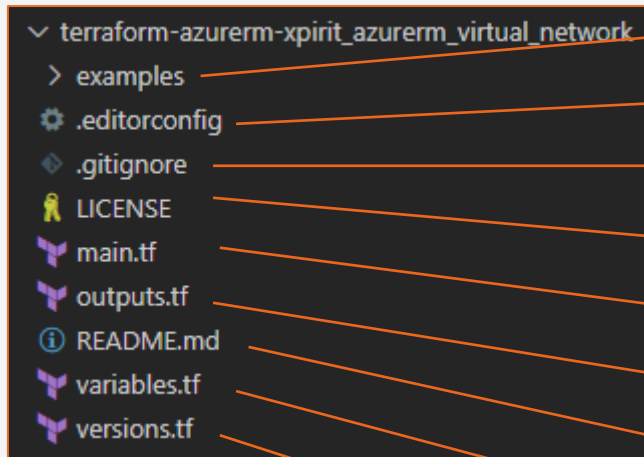 terraform-azurerm-xpirit_azurerm_virtual_network
examples
.editorconfig
.gitignore
LICENSE
main.tf
outputs.tf
README.md
variables.tf
versions.tf